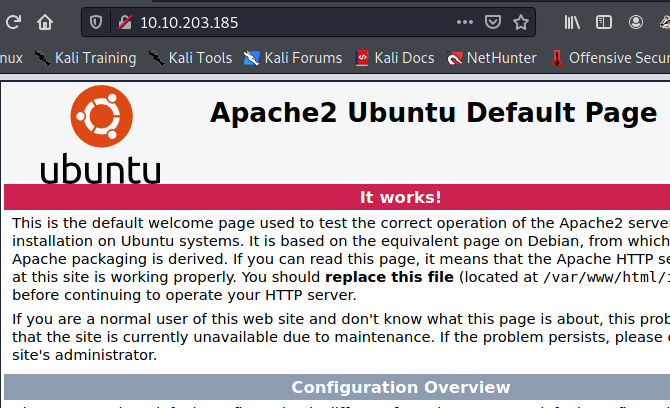 10.10.203.185
Kali Training Kali Tools Kali Forums Kali Docs NetHunter
Apache2 Ubuntu Default Page
ubuntu
It works!
This is the default welcome page used to test the correct operation of the Apache2
installation on Ubuntu systems. It is based on the equivalent page on Debian, from which
Apache packaging is derived. If you can read this page, it means that the Apache HTTP
at this site is working properly. You should replace this file (located at /var/www/html/
before continuing to operate your HTTP server.
If you are a normal user of this web site and don't know what this page is about, this
that the site is currently unavailable due to maintenance. If the problem persists, please
site's administrator.
Configuration Overview